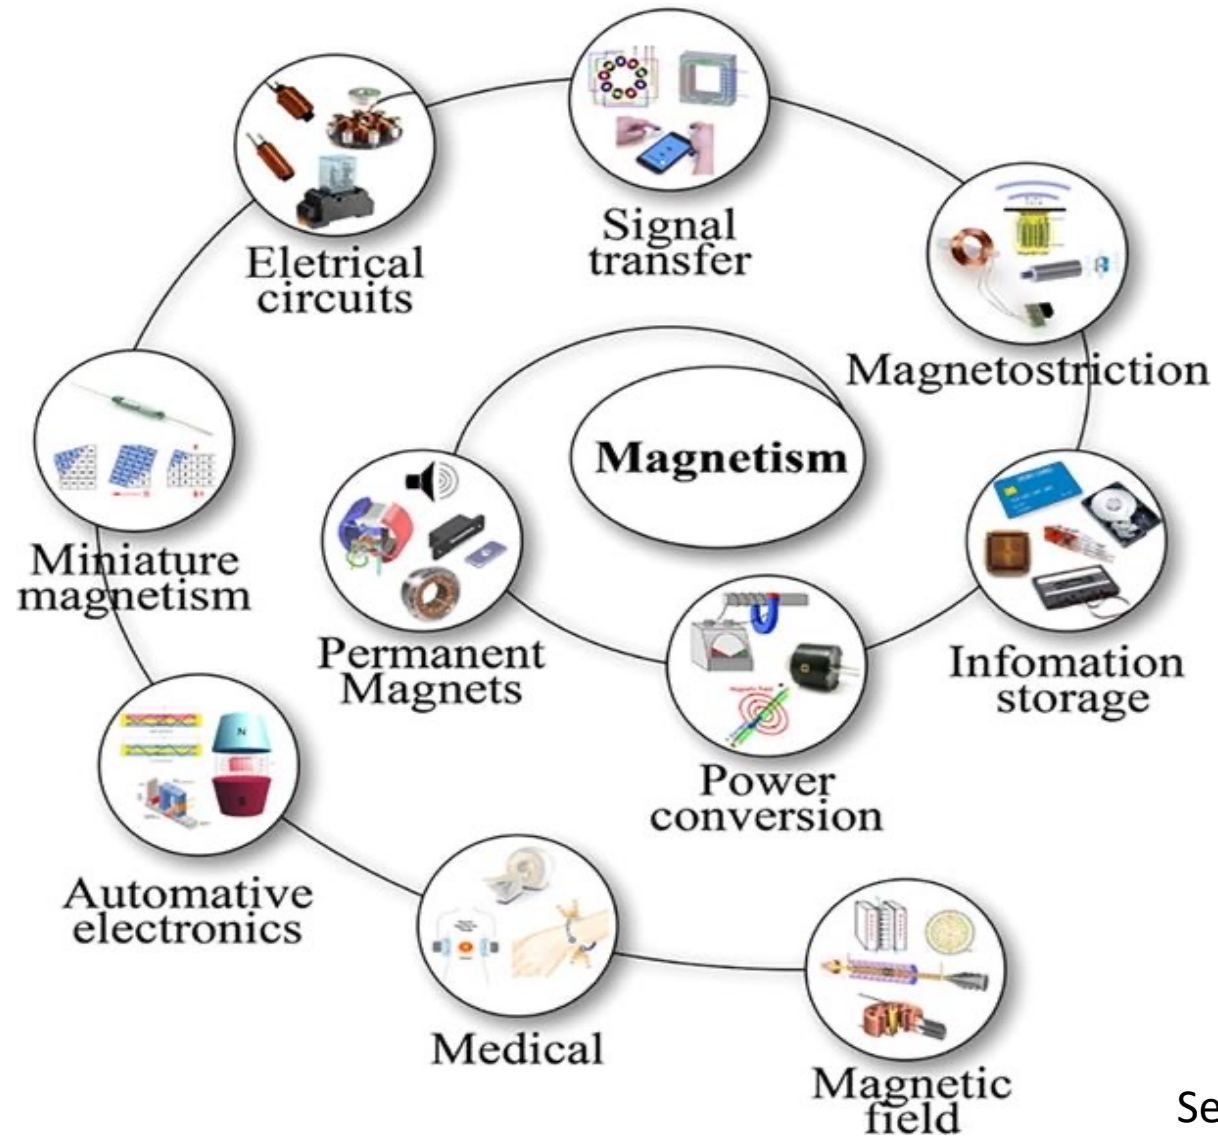 Signal
transfer
Eletrical
circuits
Magnetostriction
Magnetism
Miniature
magnetism
Permanent
Magnets
Infomation
storage
Power
conversion
Automative
electronics
N
Medical
Magnetic
field
Se